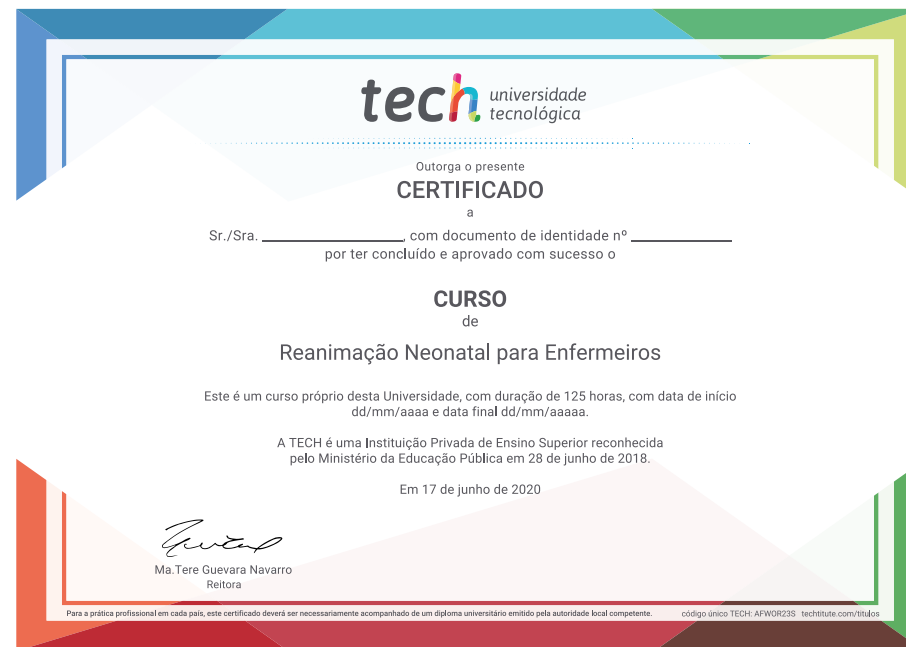 tech universidade
tecnológica
Outorga o presente
CERTIFICADO
a
Sr./Sra. ____________, com documento de identidade nº ____________
por ter concluído e aprovado com sucesso o
CURSO
de
Reanimação Neonatal para Enfermeiros
Este é um curso próprio desta Universidade, com duração de 125 horas, com data de início
dd/mm/aaaa e data final dd/mm/aaaaa.
A TECH é uma Instituição Privada de Ensino Superior reconhecida
pelo Ministério da Educação Pública em 28 de junho de 2018.
Em 17 de junho de 2020
Ma.Tere Guevara Navarro
Reitora
Para a prática profissional em cada país, este certificado deverá ser necessariamente acompanhado de um diploma universitário emitido pela autoridade local competente. código único TECH: AFWOR23S techtitute.com/titulos